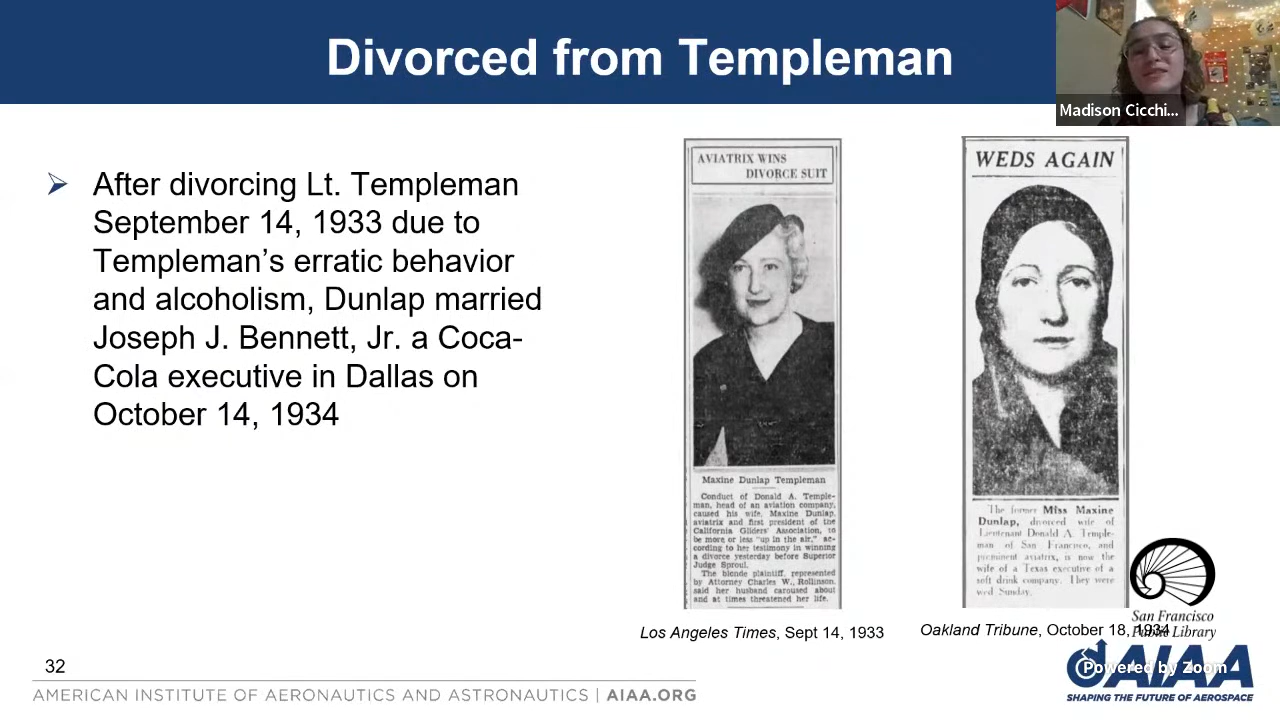 Divorced from Templeman
Madison Cicchi...
After divorcing Lt. Templeman
September 14, 1933 due to
Templeman’s erratic behavior
and alcoholism, Dunlap married
Joseph J. Bennett, Jr. a Coca-
Cola executive in Dallas on
October 14, 1934
AVIATRIX WINS
DIVORCE SUIT
Maxine Dunlap Templeman
Conduct of Donald A. Temple-
man, head of an aviation company,
caused his wife, Maxine Dunlap,
aviatrix and first president of the
California Gliders' Association, to
be more or less "up in the air," ac-
cording to her testimony in winning
a divorce yesterday before Superior
Judge Sproul.
The blonde plaintiff, represented
by Attorney Charles W. Rollinson,
said her husband caroused about
and at times threatened her life.
Los Angeles Times, Sept 14, 1933
WEDS AGAIN
The former Miss Maxine
Dunlap, divorced wife of
Lieutenant Donald A. Temple-
man of San Francisco, and
prominent aviatrix, is now the
wife of a Texas executive of a
soft drink company. They were
wed Sunday.
Oakland Tribune, October 18, 1934
San Francisco
Public Library
32
AMERICAN INSTITUTE OF AERONAUTICS AND ASTRONAUTICS | AIAA.ORG
AIAA
Powered by Zoom
SHAPING THE FUTURE OF AEROSPACE